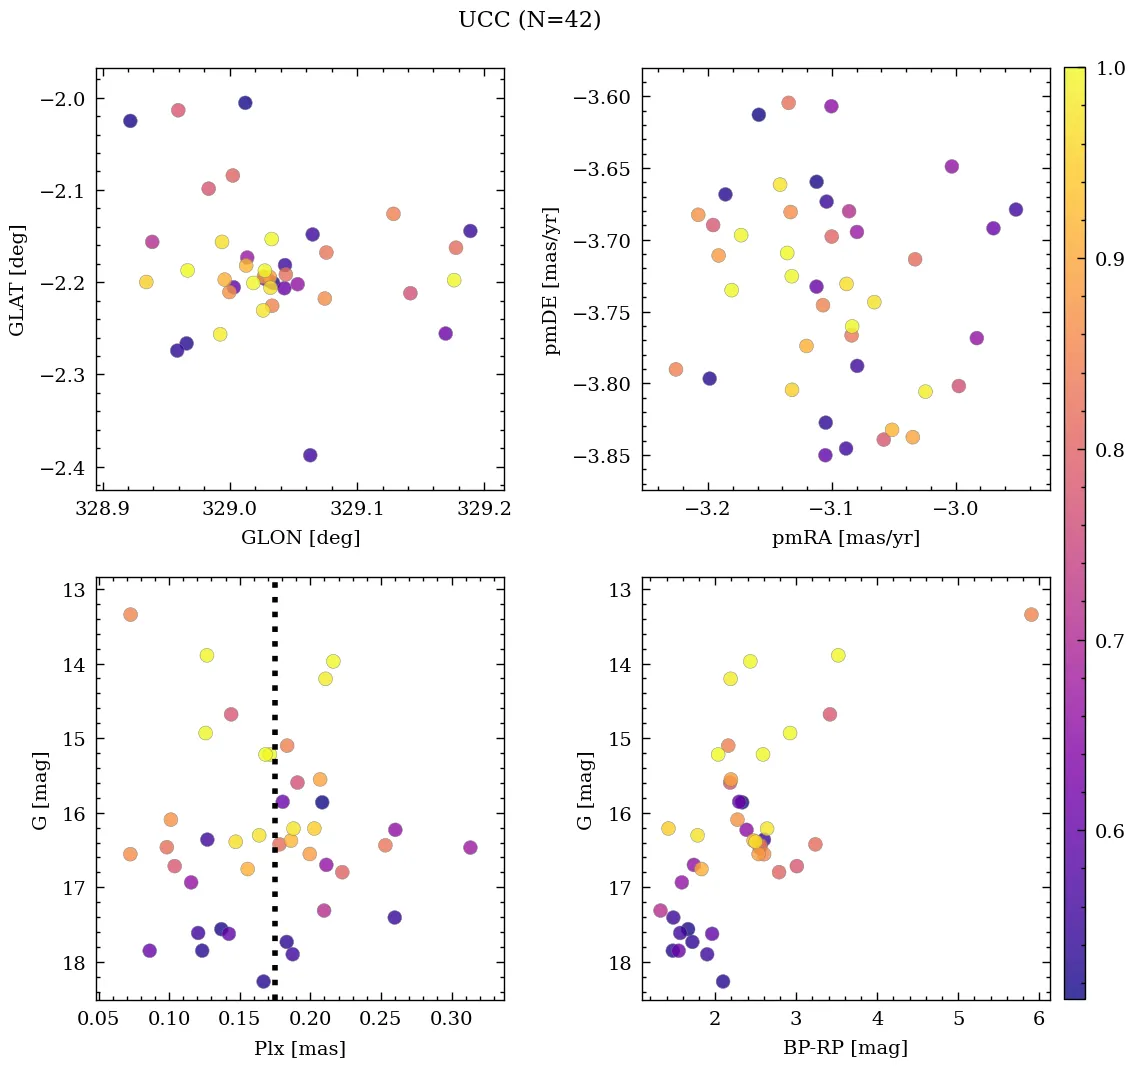 UCC (N=42)
−2.0
−2.1
−2.2
−2.3
−2.4
GLAT [deg]
328.9 329.0 329.1 329.2
GLON [deg]
−3.60
−3.65
−3.70
−3.75
−3.80
−3.85
pmDE [mas/yr]
−3.2 −3.1 −3.0
pmRA [mas/yr]
13
14
15
16
17
18
G [mag]
0.05 0.10 0.15 0.20 0.25 0.30
Plx [mas]
13
14
15
16
17
18
G [mag]
2 3 4 5 6
BP-RP [mag]
1.0
0.9
0.8
0.7
0.6